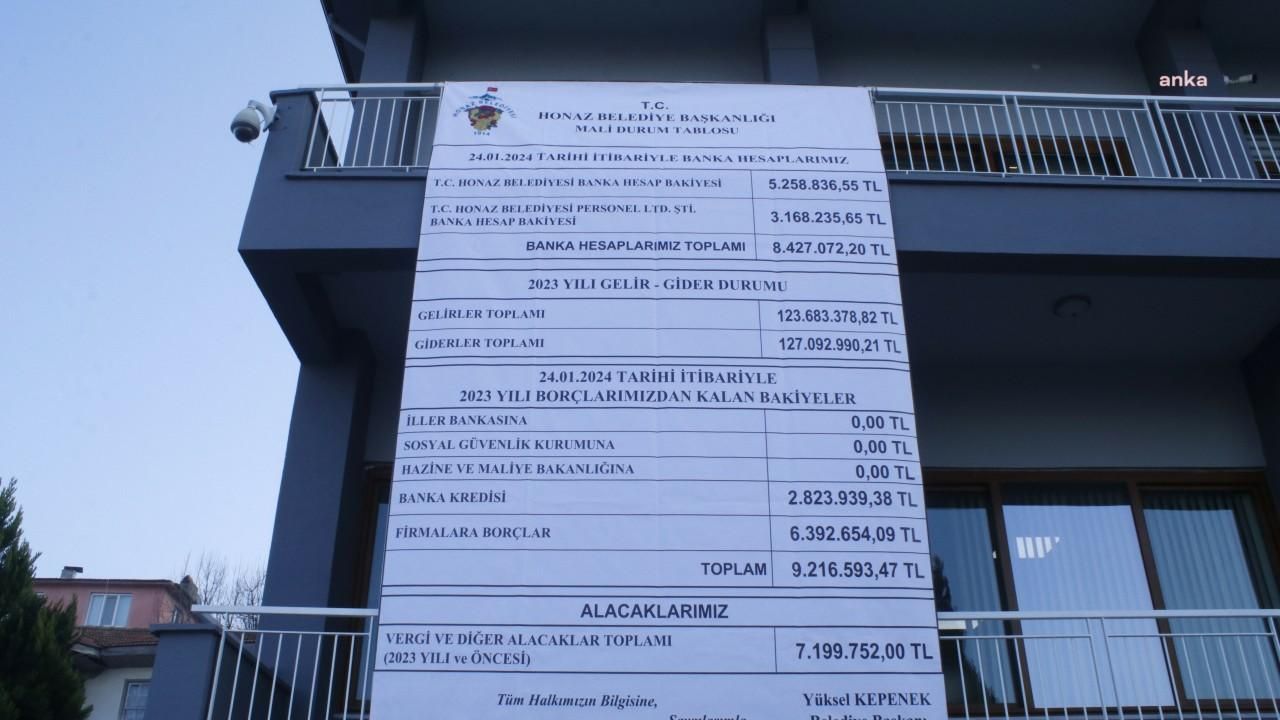 anka
HONAZ BELEDİYESİ
1914
T.C.
HONAZ BELEDİYE BAŞKANLIĞI
MALİ DURUM TABLOSU
24.01.2024 TARİHİ İTİBARİYLE BANKA HESAPLARIMIZ
T.C. HONAZ BELEDİYESİ BANKA HESAP BAKİYESİ 5.258.836,55 TL
T.C. HONAZ BELEDİYESİ PERSONEL LTD. ŞTİ.
BANKA HESAP BAKİYESİ 3.168.235,65 TL
BANKA HESAPLARIMIZ TOPLAMI 8.427.072,20 TL
2023 YILI GELİR - GİDER DURUMU
GELİRLER TOPLAMI 123.683.378,82 TL
GİDERLER TOPLAMI 127.092.990,21 TL
24.01.2024 TARİHİ İTİBARİYLE
2023 YILI BORÇLARIMIZDAN KALAN BAKİYELER
İLLER BANKASINA 0,00 TL
SOSYAL GÜVENLİK KURUMUNA 0,00 TL
HAZİNE VE MALİYE BAKANLIĞINA 0,00 TL
BANKA KREDİSİ 2.823.939,38 TL
FİRMALARA BORÇLAR 6.392.654,09 TL
TOPLAM 9.216.593,47 TL
ALACAKLARIMIZ
VERGİ VE DİĞER ALACAKLAR TOPLAMI
(2023 YILI ve ÖNCESİ) 7.199.752,00 TL
Tüm Halkımızın Bilgisine, Yüksel KEPENEK
Saygılarımla Belediye Başkanı